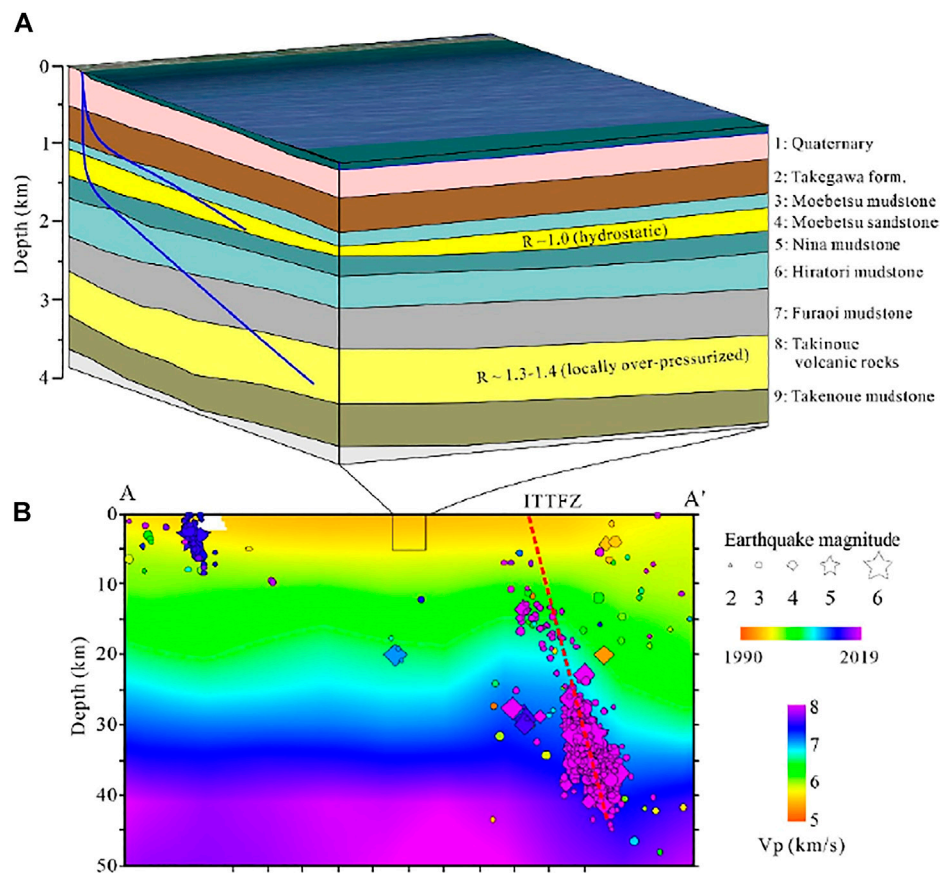 A
0
1
2
3
4
Depth (km)
1: Quaternary
2: Takegawa form.
3: Moebetsu mudstone
4: Moebetsu sandstone
5: Nina mudstone
6: Hiratori mudstone
7: Furaoi mudstone
8: Takinoue
volcanic rocks
9: Takenoue mudstone
R ~1.0 (hydrostatic)
R ~ 1.3-1.4 (locally over-pressurized)
B
A
ITTFZ
A'
0
10
20
30
40
50
Depth (km)
Earthquake magnitude
2 3 4 5 6
1990 2019
8
7
6
5
Vp (km/s)